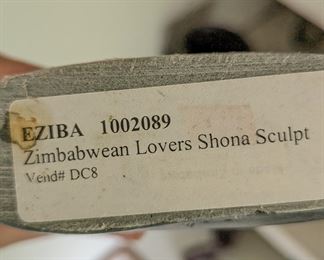 EZIBA 1002089
Zimbabwean Lovers Shona Sculpt
Vend# DC8